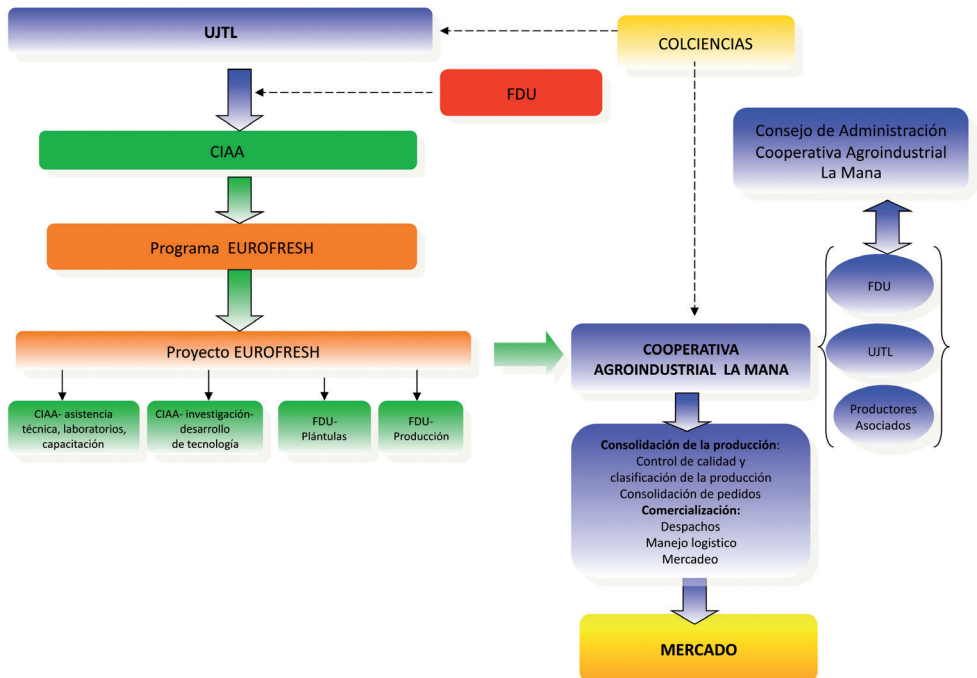 UJTL
COLCIENCIAS
FDU
CIAA
Consejo de Administración
Cooperativa Agroindustrial
La Mana
Programa EUROFRESH
FDU
UJTL
Productores
Asociados
Proyecto EUROFRESH
COOPERATIVA
AGROINDUSTRIAL LA MANA
CIAA- asistencia
técnica, laboratorios,
capacitación
CIAA- investigación-
desarrollo
de tecnología
FDU-
Plántulas
FDU-
Producción
Consolidación de la producción:
Control de calidad y
clasificación de la producción
Consolidación de pedidos
Comercialización:
Despachos
Manejo logistico
Mercadeo
MERCADO